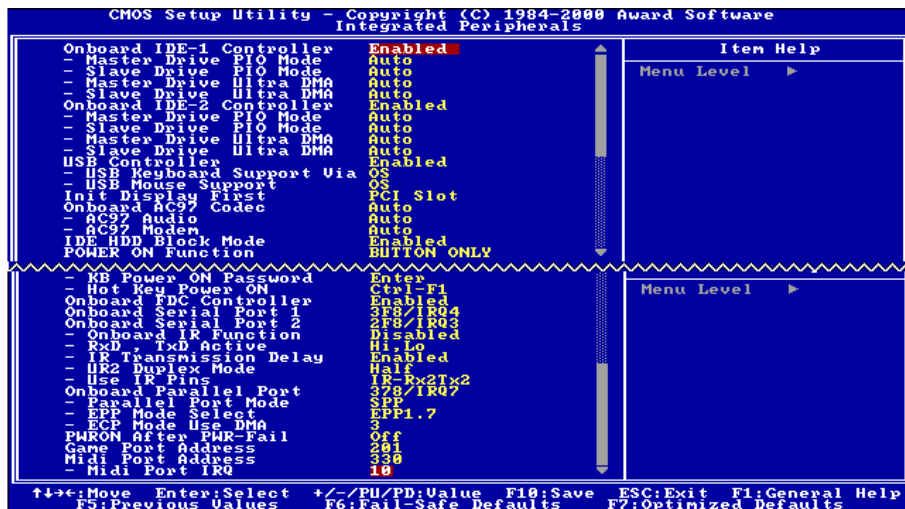 CMOS Setup Utility - Copyright (C) 1984-2000 Award Software
Integrated Peripherals
Onboard IDE-1 Controller Enabled
- Master Drive PIO Mode Auto
- Slave Drive PIO Mode Auto
- Master Drive Ultra DMA Auto
- Slave Drive Ultra DMA Auto
Onboard IDE-2 Controller Enabled
- Master Drive PIO Mode Auto
- Slave Drive PIO Mode Auto
- Master Drive Ultra DMA Auto
- Slave Drive Ultra DMA Auto
USB Controller Enabled
- USB Keyboard Support Via OS
- USB Mouse Support OS
Init Display First PCI Slot
Onboard AC97 Codec Auto
- AC97 Audio Auto
- AC97 Modem Auto
IDE HDD Block Mode Enabled
POWER ON Function BUTTON ONLY
Item Help
Menu Level ►
- KB Power ON Password Enter
- Hot Key Power ON Ctrl-F1
Onboard FDC Controller Enabled
Onboard Serial Port 1 3F8/IRQ4
Onboard Serial Port 2 2F8/IRQ3
- Onboard IR Function Disabled
- RxD , TxD Active Hi,Lo
- IR Transmission Delay Enabled
- UR2 Duplex Mode Half
- Use IR Pins IR-Rx2Tx2
Onboard Parallel Port 378/IRQ7
- Parallel Port Mode SPP
- EPP Mode Select EPP1.7
- ECP Mode Use DMA 3
PWRON After PWR-Fail Off
Game Port Address 201
Midi Port Address 330
- Midi Port IRQ 10
Menu Level ►
↑↓→←:Move Enter:Select +/-/PU/PD:Value F10:Save ESC:Exit F1:General Help
F5:Previous Values F6:Fail-Safe Defaults F7:Optimized Defaults